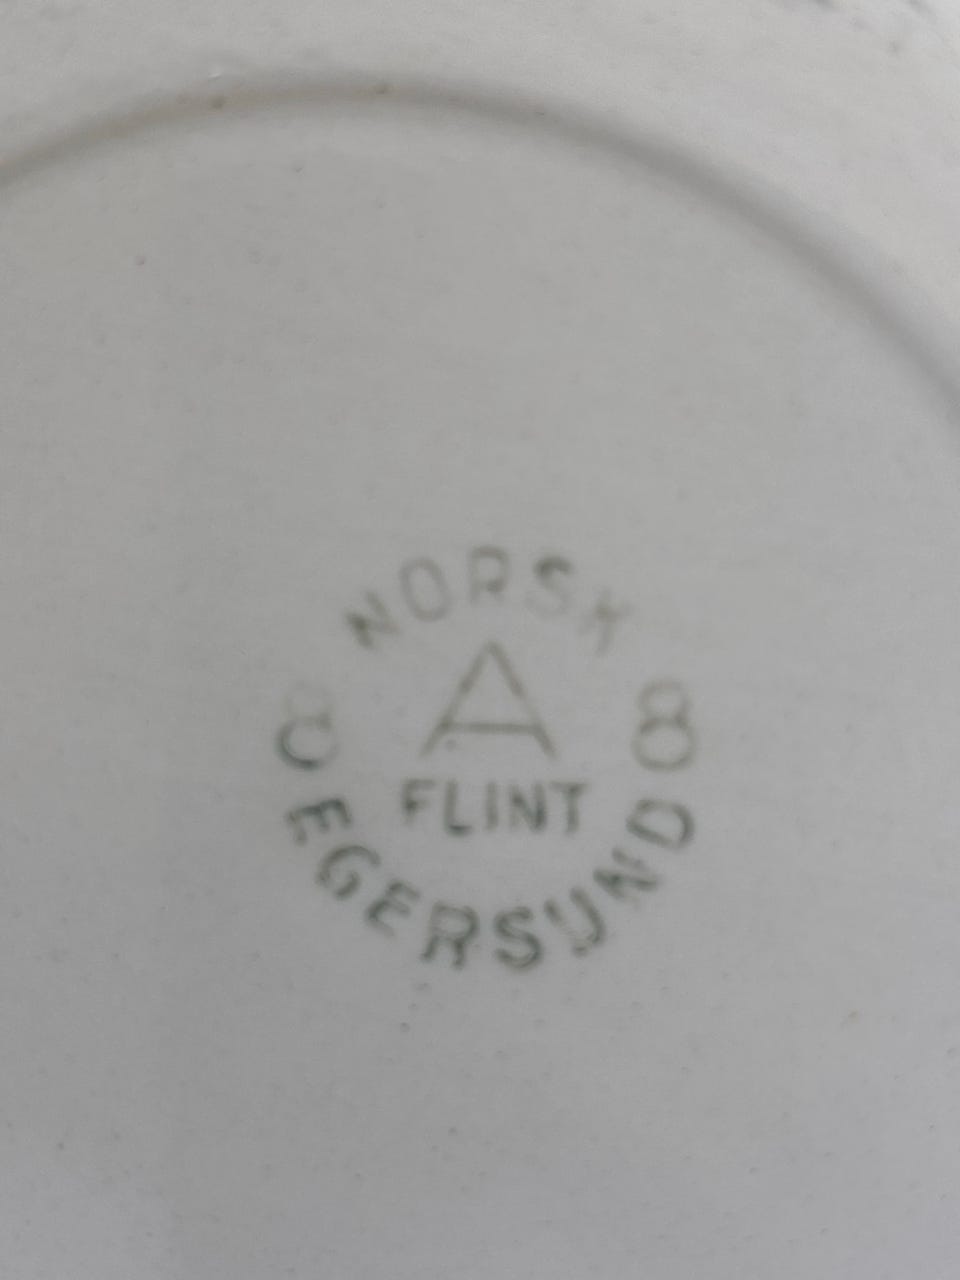 NORSK
8 A 8
FLINT
EGERSUND